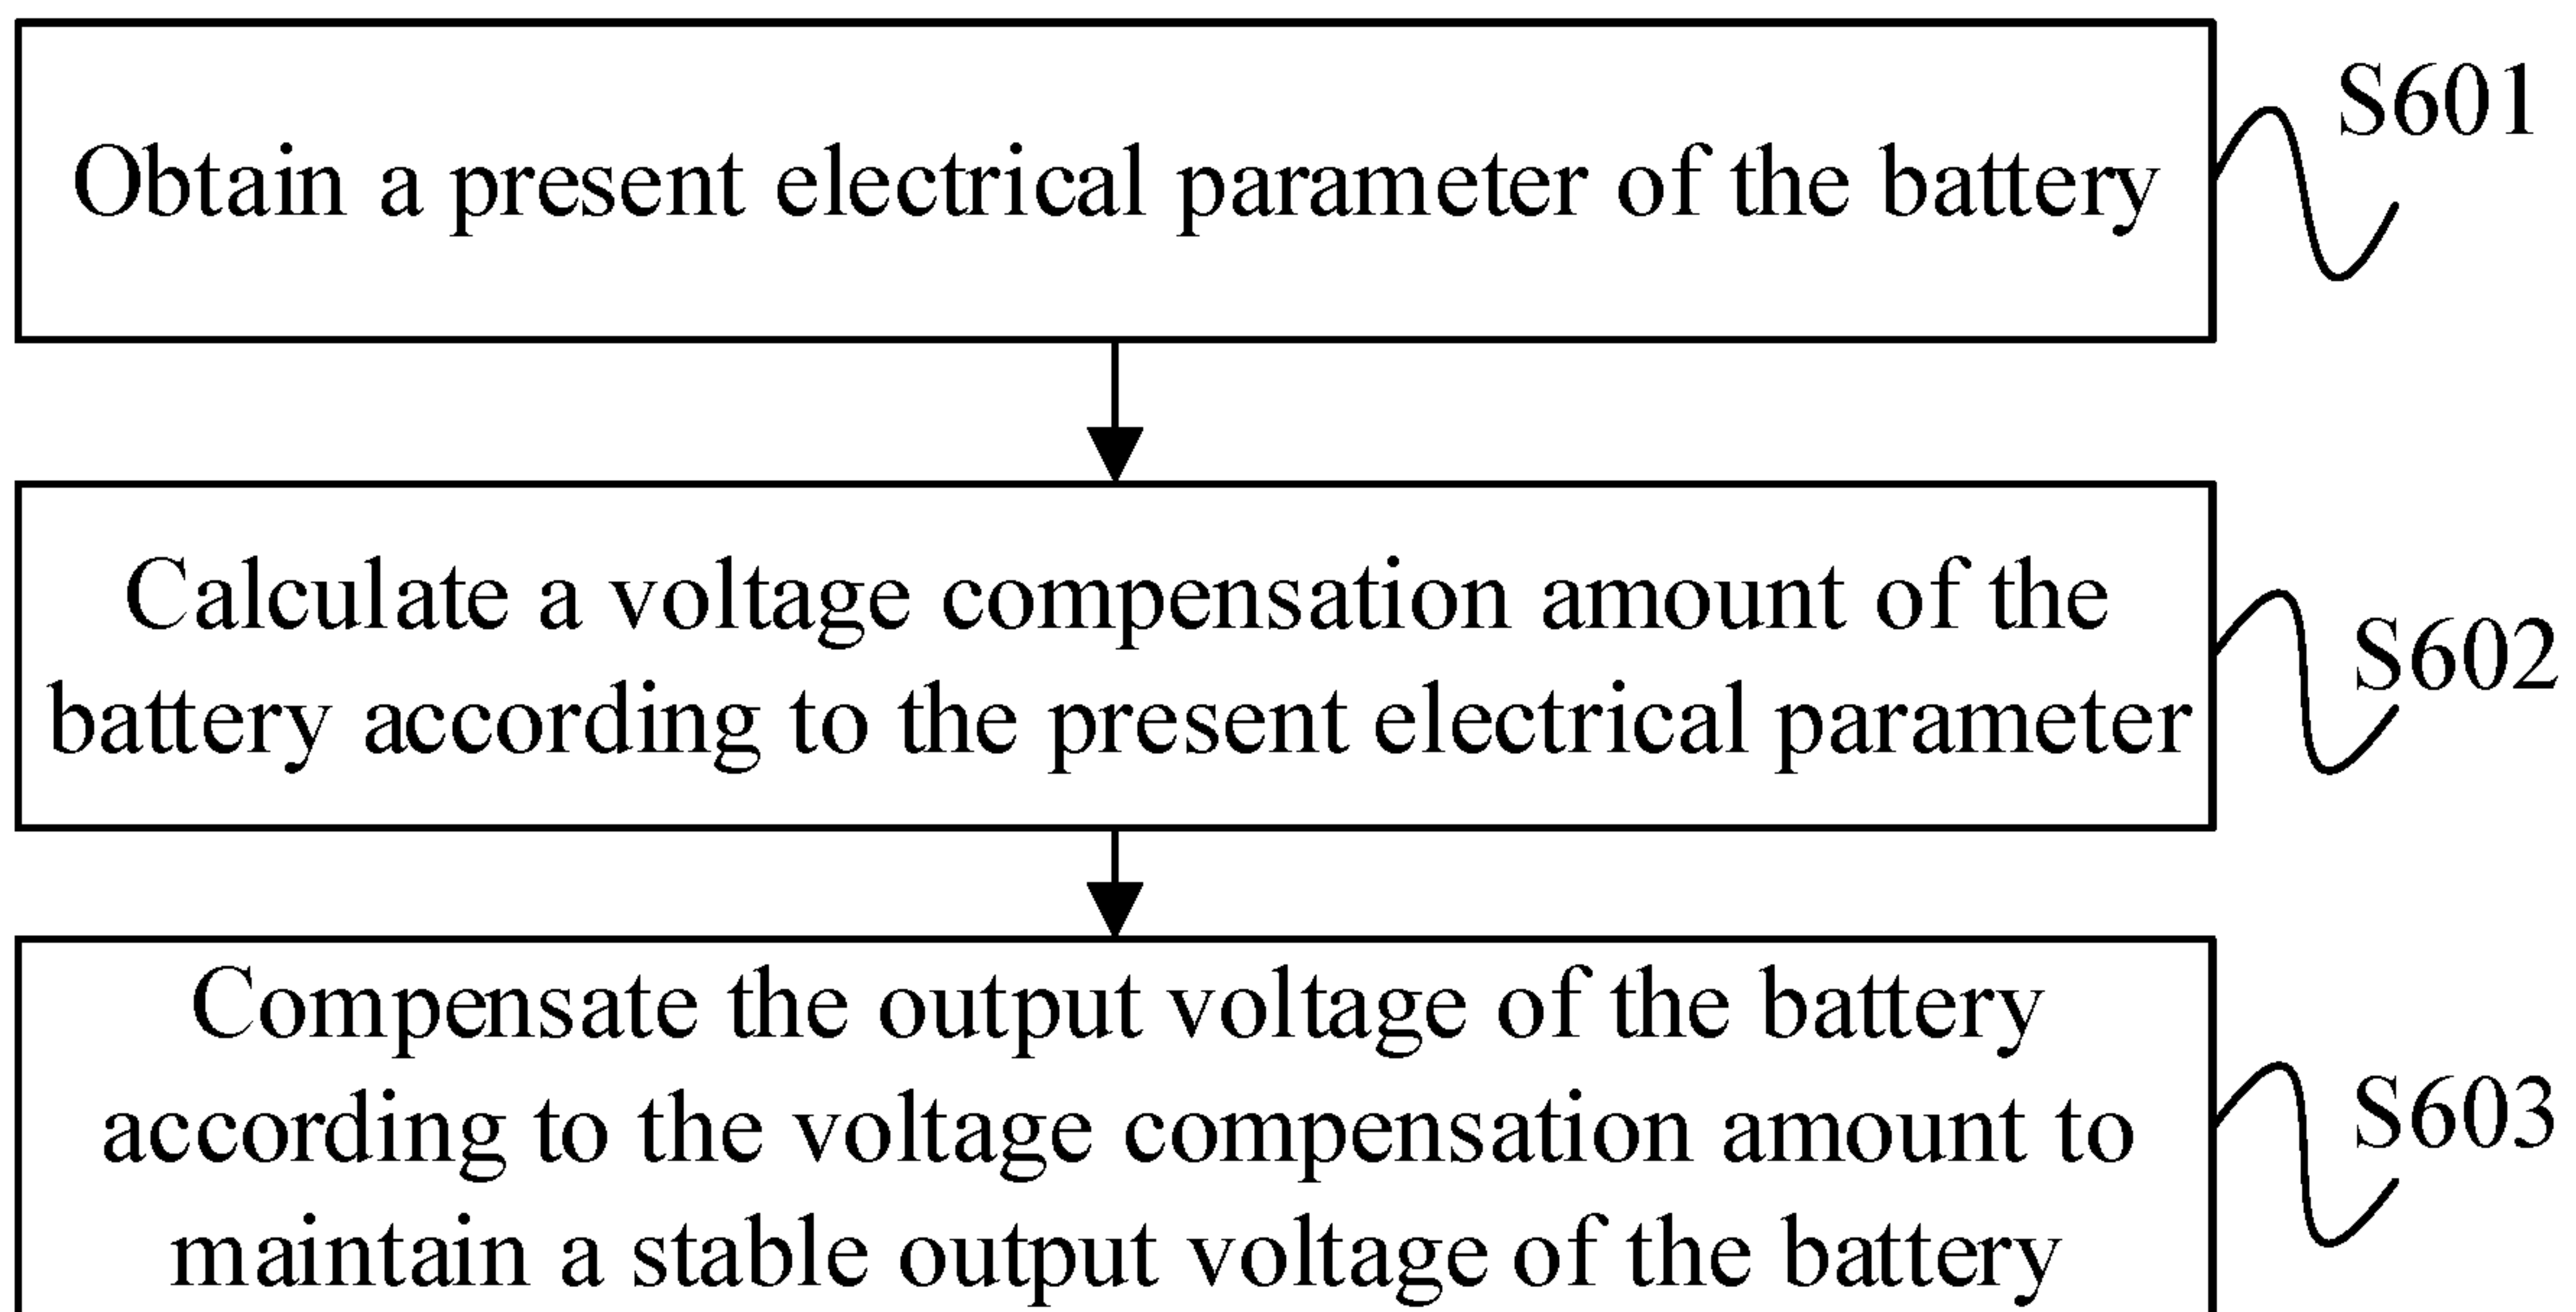 Obtain a present electrical parameter of the battery
S601
Calculate a voltage compensation amount of the
battery according to the present electrical parameter
S602
Compensate the output voltage of the battery
according to the voltage compensation amount to
maintain a stable output voltage of the battery
S603